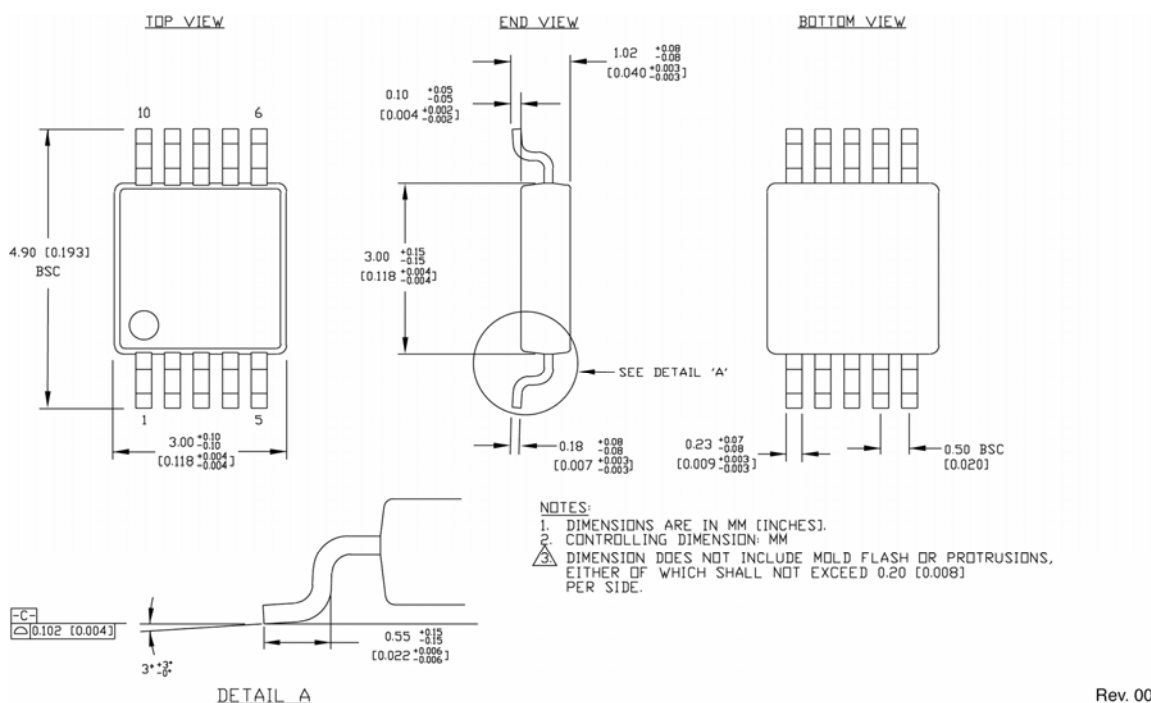 TOP VIEW
END VIEW
BOTTOM VIEW
1.02 +0.08 -0.08
[0.040 +0.003 -0.003]
0.10 +0.05 -0.05
[0.004 +0.002 -0.002]
10
6
4.90 [0.193]
BSC
3.00 +0.15 -0.15
[0.118 +0.004 -0.004]
SEE DETAIL 'A'
1
5
3.00 +0.10 -0.10
[0.118 +0.004 -0.004]
0.18 +0.08 -0.08
[0.007 +0.003 -0.003]
0.23 +0.07 -0.08
[0.009 +0.003 -0.003]
0.50 BSC
[0.020]
NOTES:
1. DIMENSIONS ARE IN MM [INCHES].
2. CONTROLLING DIMENSION: MM
3. DIMENSION DOES NOT INCLUDE MOLD FLASH OR PROTRUSIONS,
EITHER OF WHICH SHALL NOT EXCEED 0.20 [0.008]
PER SIDE.
-C-
0.102 [0.004]
3° +3° -0°
0.55 +0.15 -0.15
[0.022 +0.006 -0.006]
DETAIL A
Rev. 00